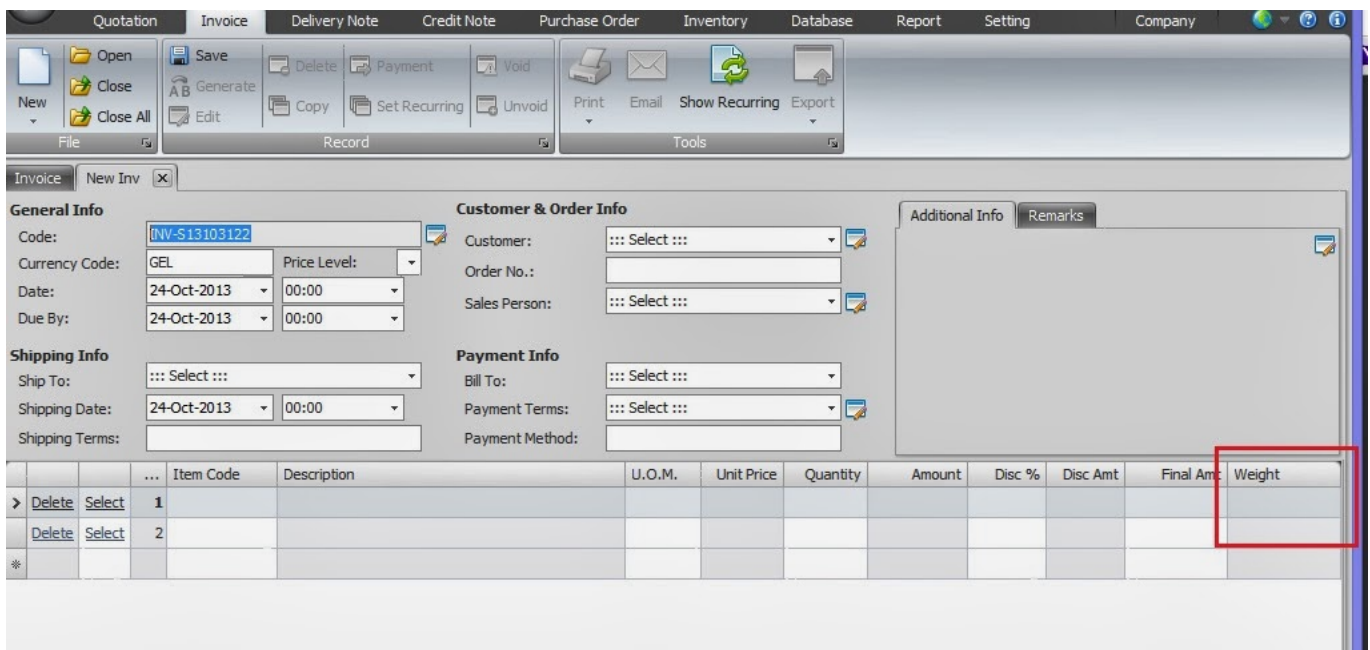 Quotation Invoice Delivery Note Credit Note Purchase Order Inventory Database Report Setting Company
New
Open
Close
Close All
File
Save
Generate
Edit
Delete
Copy
Payment
Set Recurring
Void
Unvoid
Record
Print
Email
Show Recurring
Export
Tools
Invoice New Inv
General Info
Code: INV-S13103122
Currency Code: GEL Price Level:
Date: 24-Oct-2013 00:00
Due By: 24-Oct-2013 00:00
Customer & Order Info
Customer: ::: Select :::
Order No.:
Sales Person: ::: Select :::
Additional Info Remarks
Shipping Info
Ship To: ::: Select :::
Shipping Date: 24-Oct-2013 00:00
Shipping Terms:
Payment Info
Bill To: ::: Select :::
Payment Terms: ::: Select :::
Payment Method:
... Item Code Description U.O.M. Unit Price Quantity Amount Disc % Disc Amt Final Amt Weight
Delete Select 1
Delete Select 2